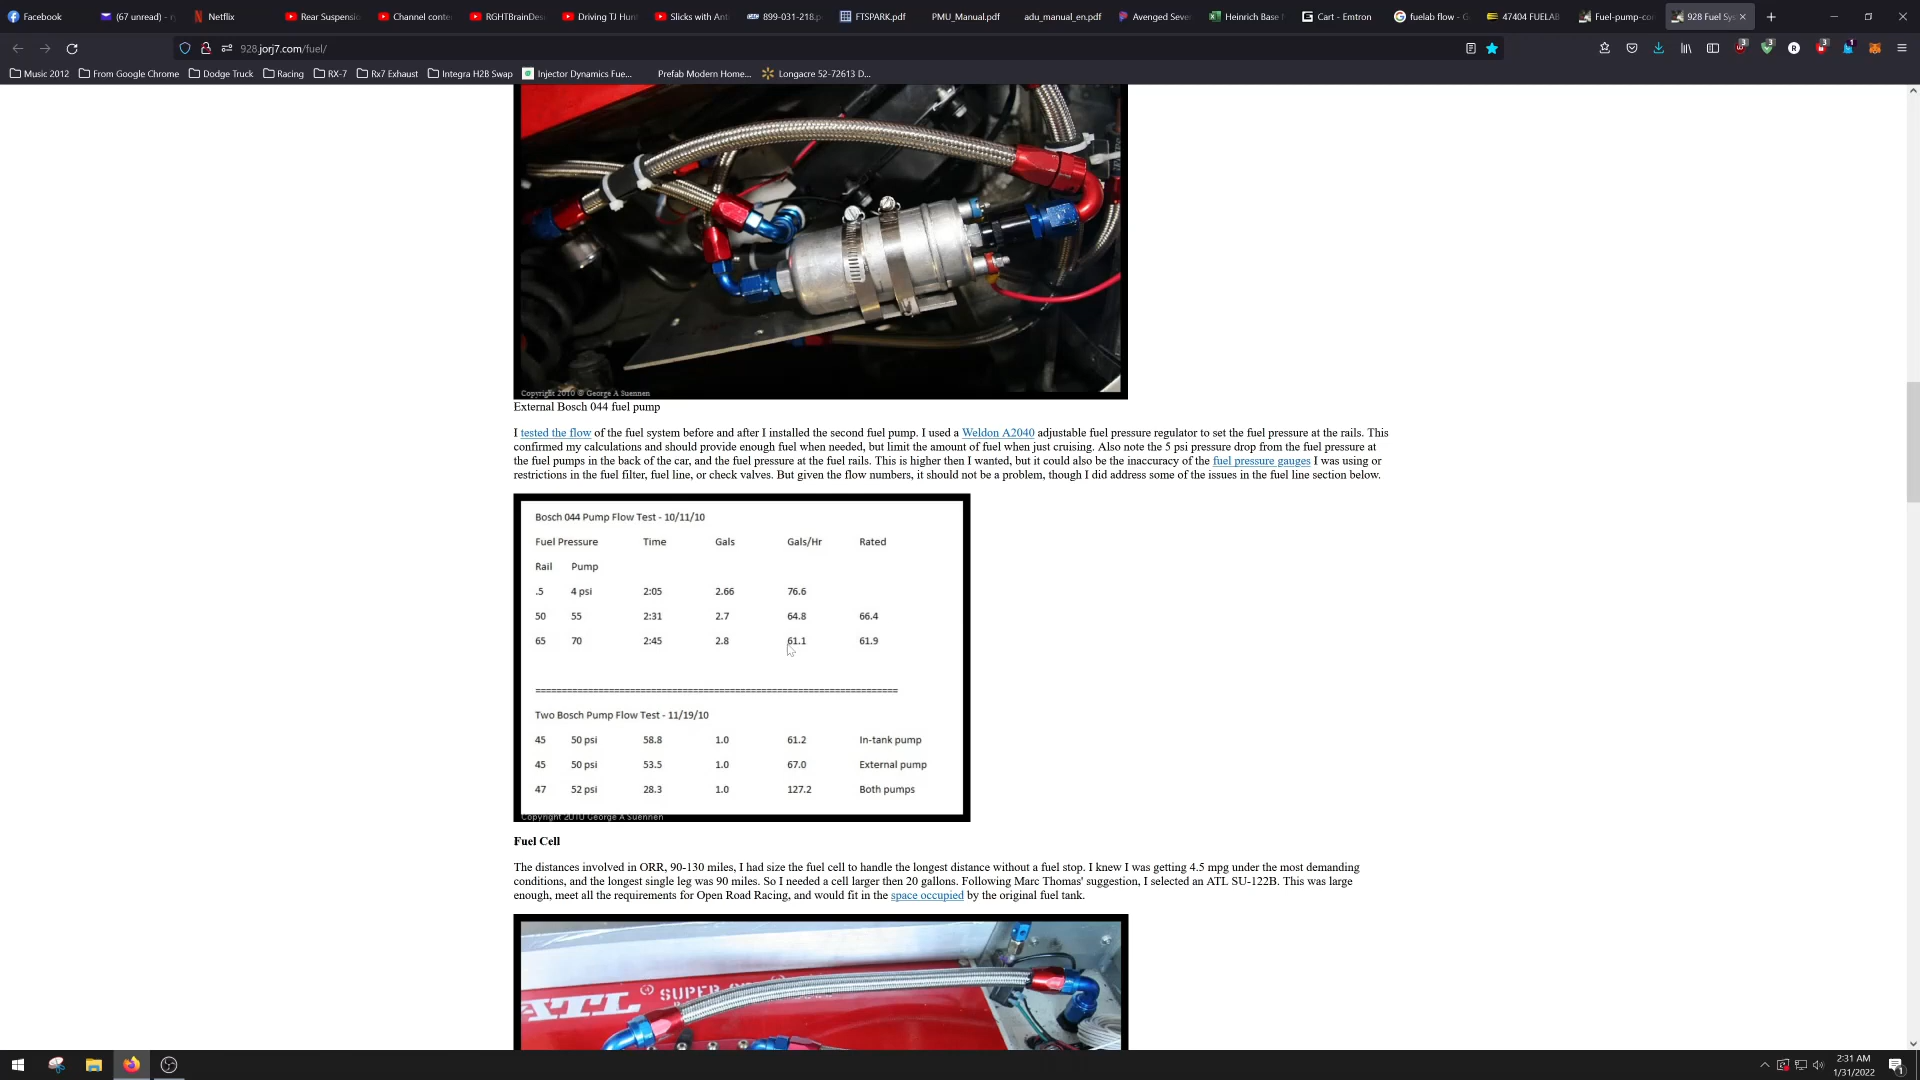 Facebook
(67 unread) - r
Netflix
Rear Suspensio
Channel conte
RGHTBrainDes
Driving TJ Hun
Slicks with Anti
899-031-218.p
FTSPARK.pdf
PMU_Manual.pdf
adu_manual_en.pdf
Avenged Seve
Heinrich Base
Cart - Emtron
fuelab flow - G
47404 FUELAB
Fuel-pump-co
928 Fuel Sys
928.jorj7.com/fuel/
Music 2012
From Google Chrome
Dodge Truck
Racing
RX-7
Rx7 Exhaust
Integra H2B Swap
Injector Dynamics Fue...
Prefab Modern Home...
Longacre 52-72613 D...
Copyright 2010 © George A Suennen
External Bosch 044 fuel pump
I tested the flow of the fuel system before and after I installed the second fuel pump. I used a Weldon A2040 adjustable fuel pressure regulator to set the fuel pressure at the rails. This
confirmed my calculations and should provide enough fuel when needed, but limit the amount of fuel when just cruising. Also note the 5 psi pressure drop from the fuel pressure at
the fuel pumps in the back of the car, and the fuel pressure at the fuel rails. This is higher then I wanted, but it could also be the inaccuracy of the fuel pressure gauges I was using or
restrictions in the fuel filter, fuel line, or check valves. But given the flow numbers, it should not be a problem, though I did address some of the issues in the fuel line section below.
Bosch 044 Pump Flow Test - 10/11/10
Fuel Pressure Time Gals Gals/Hr Rated
Rail Pump
.5 4 psi 2:05 2.66 76.6
50 55 2:31 2.7 64.8 66.4
65 70 2:45 2.8 61.1 61.9
======================================================================
Two Bosch Pump Flow Test - 11/19/10
45 50 psi 58.8 1.0 61.2 In-tank pump
45 50 psi 53.5 1.0 67.0 External pump
47 52 psi 28.3 1.0 127.2 Both pumps
Copyright 2010 George A Suennen
Fuel Cell
The distances involved in ORR, 90-130 miles, I had size the fuel cell to handle the longest distance without a fuel stop. I knew I was getting 4.5 mpg under the most demanding
conditions, and the longest single leg was 90 miles. So I needed a cell larger then 20 gallons. Following Marc Thomas' suggestion, I selected an ATL SU-122B. This was large
enough, meet all the requirements for Open Road Racing, and would fit in the space occupied by the original fuel tank.
ATL ® SUPER
2:31 AM
1/31/2022